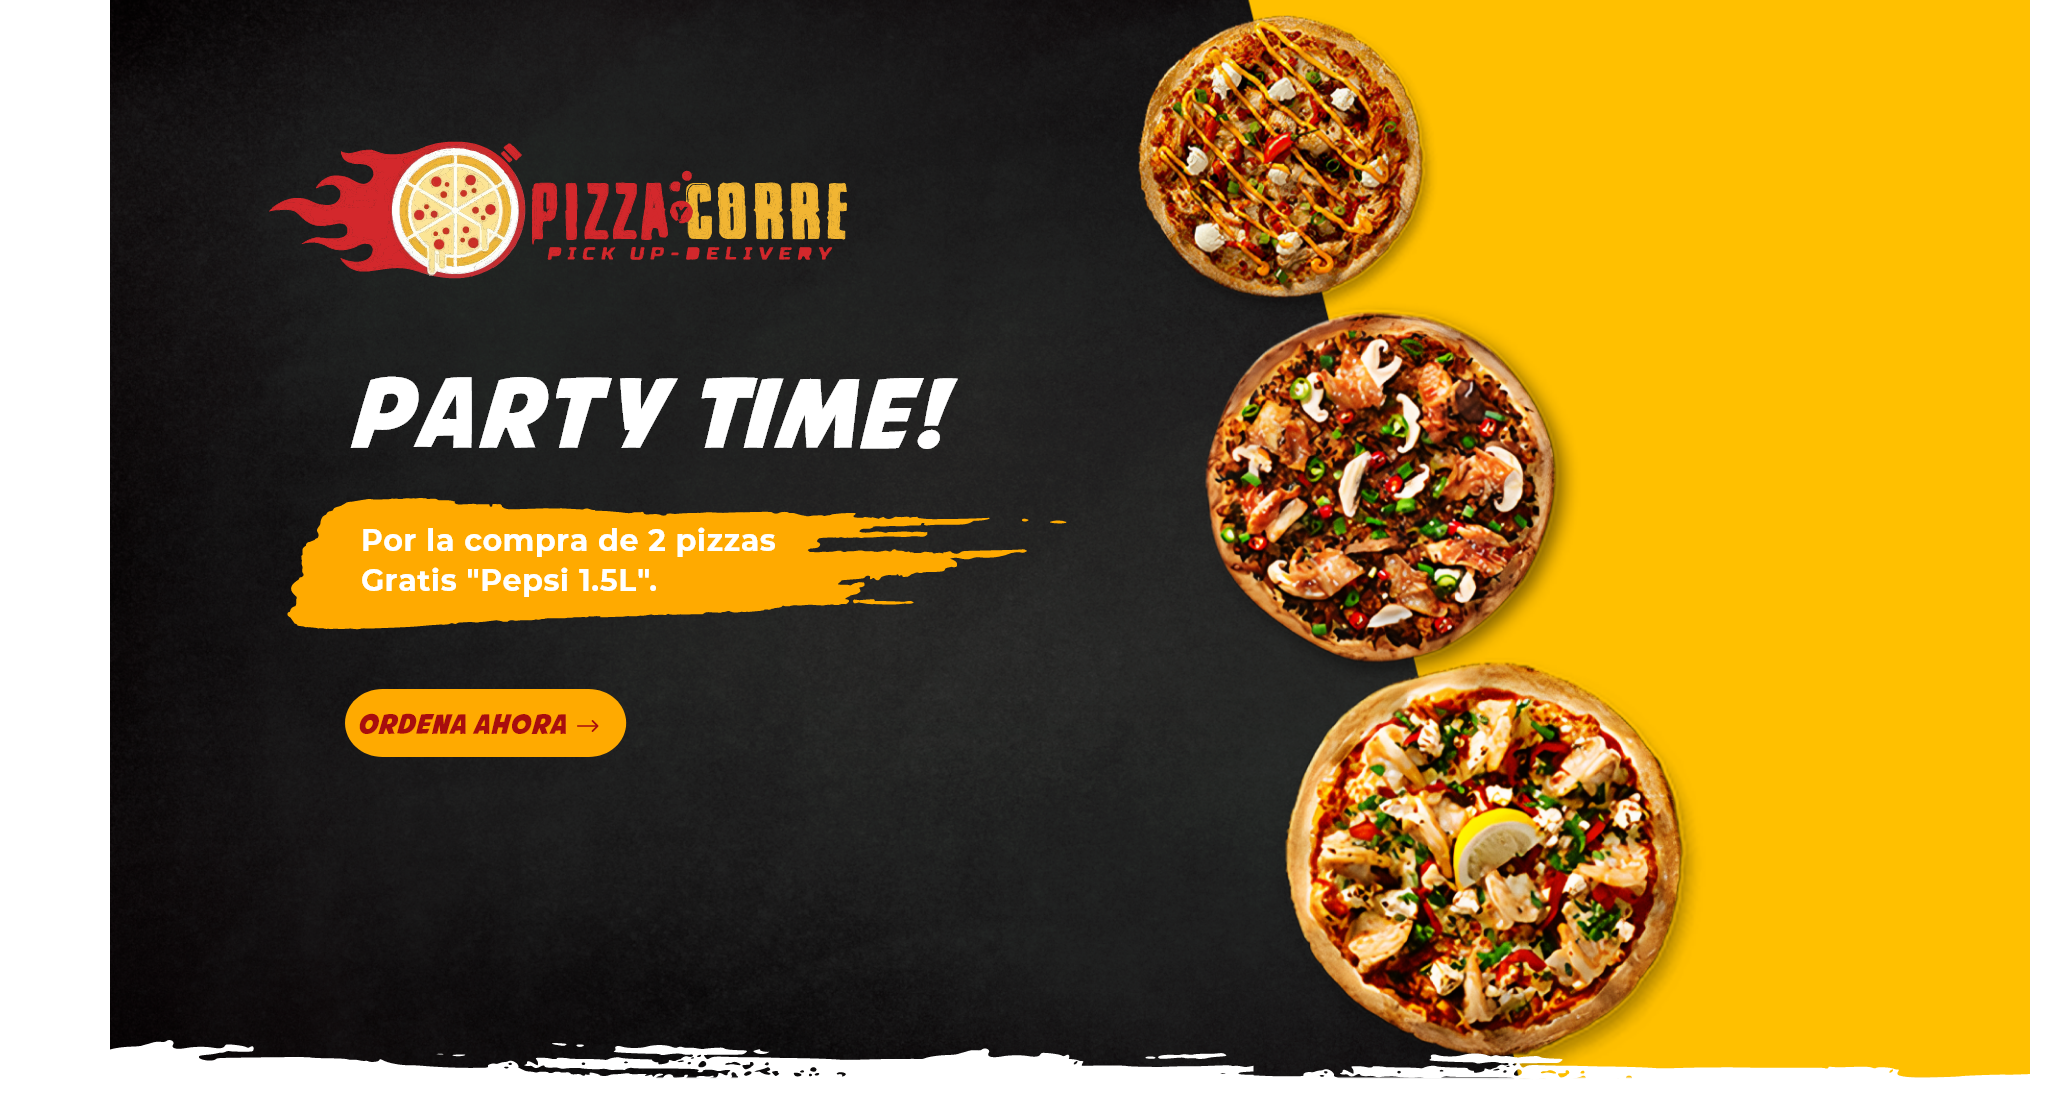 PIZZA Y CORRE
PICK UP-DELIVERY
PARTY TIME!
Por la compra de 2 pizzas
Gratis "Pepsi 1.5L".
ORDENA AHORA →